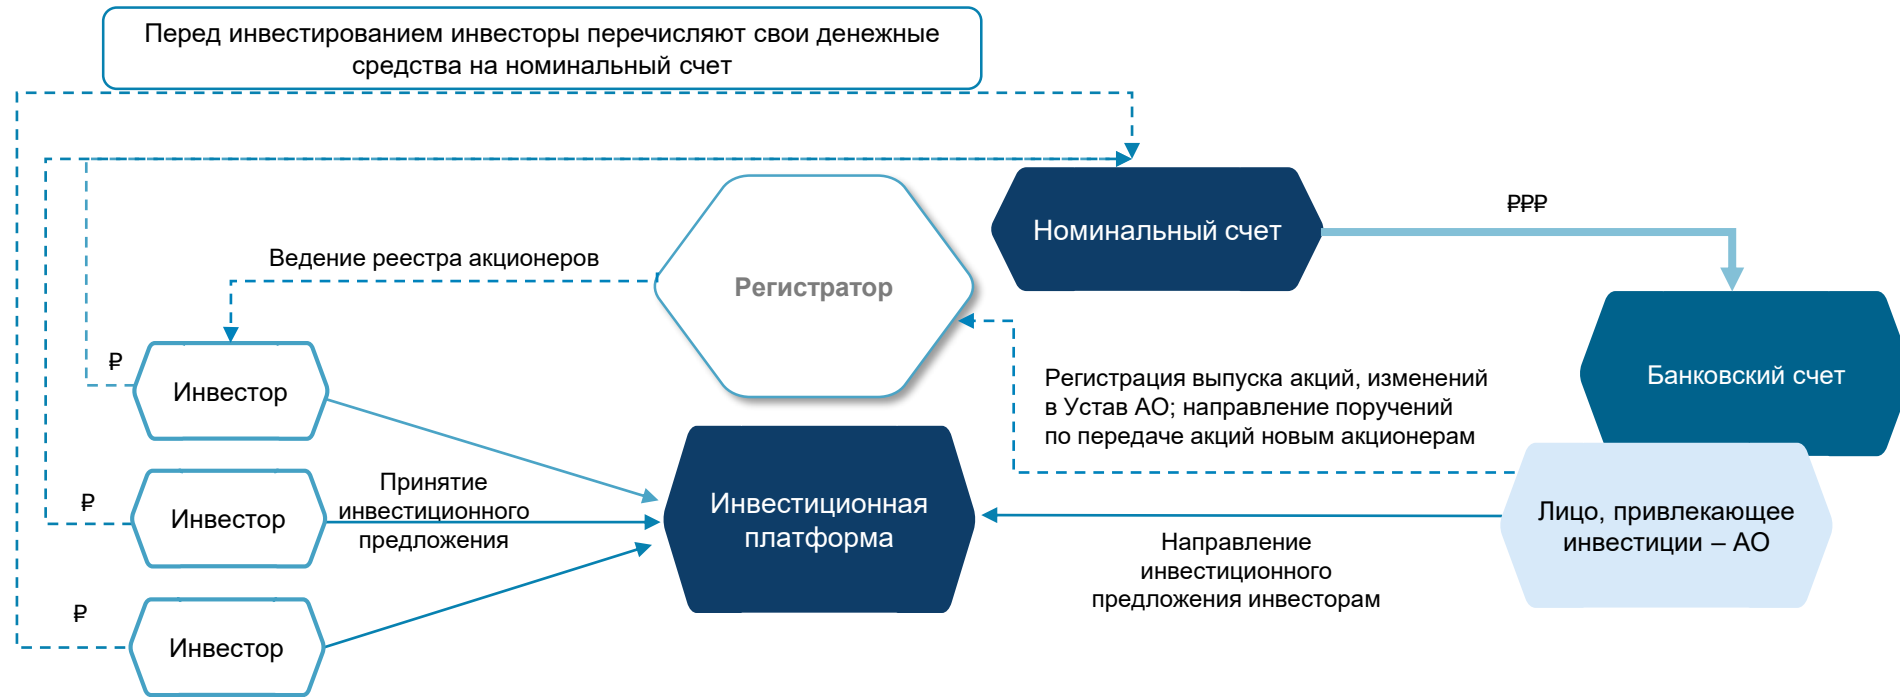 Перед инвестированием инвесторы перечисляют свои денежные
средства на номинальный счет
Номинальный счет
₽₽₽
Ведение реестра акционеров
Регистратор
Банковский счет
₽
Инвестор
Регистрация выпуска акций, изменений
в Устав АО; направление поручений
по передаче акций новым акционерам
₽
Инвестор
Принятие
инвестиционного
предложения
Инвестиционная
платформа
Лицо, привлекающее
инвестиции – АО
Направление
инвестиционного
предложения инвесторам
₽
Инвестор